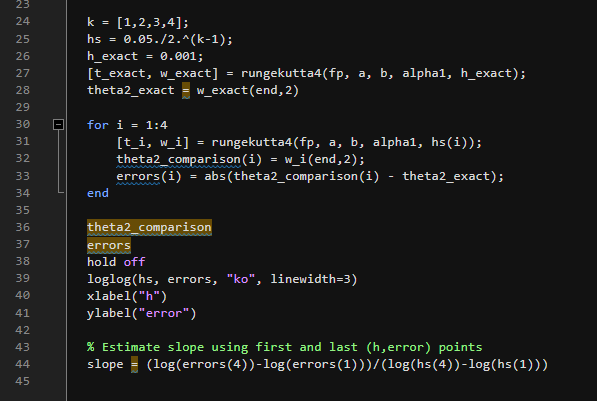 23
24 k = [1,2,3,4];
25 hs = 0.05./2.^(k-1);
26 h_exact = 0.001;
27 [t_exact, w_exact] = rungekutta4(fp, a, b, alpha1, h_exact);
28 theta2_exact = w_exact(end,2)
29
30 for i = 1:4
31 [t_i, w_i] = rungekutta4(fp, a, b, alpha1, hs(i));
32 theta2_comparison(i) = w_i(end,2);
33 errors(i) = abs(theta2_comparison(i) - theta2_exact);
34 end
35
36 theta2_comparison
37 errors
38 hold off
39 loglog(hs, errors, "ko", linewidth=3)
40 xlabel("h")
41 ylabel("error")
42
43 % Estimate slope using first and last (h,error) points
44 slope = (log(errors(4))-log(errors(1)))/(log(hs(4))-log(hs(1)))
45